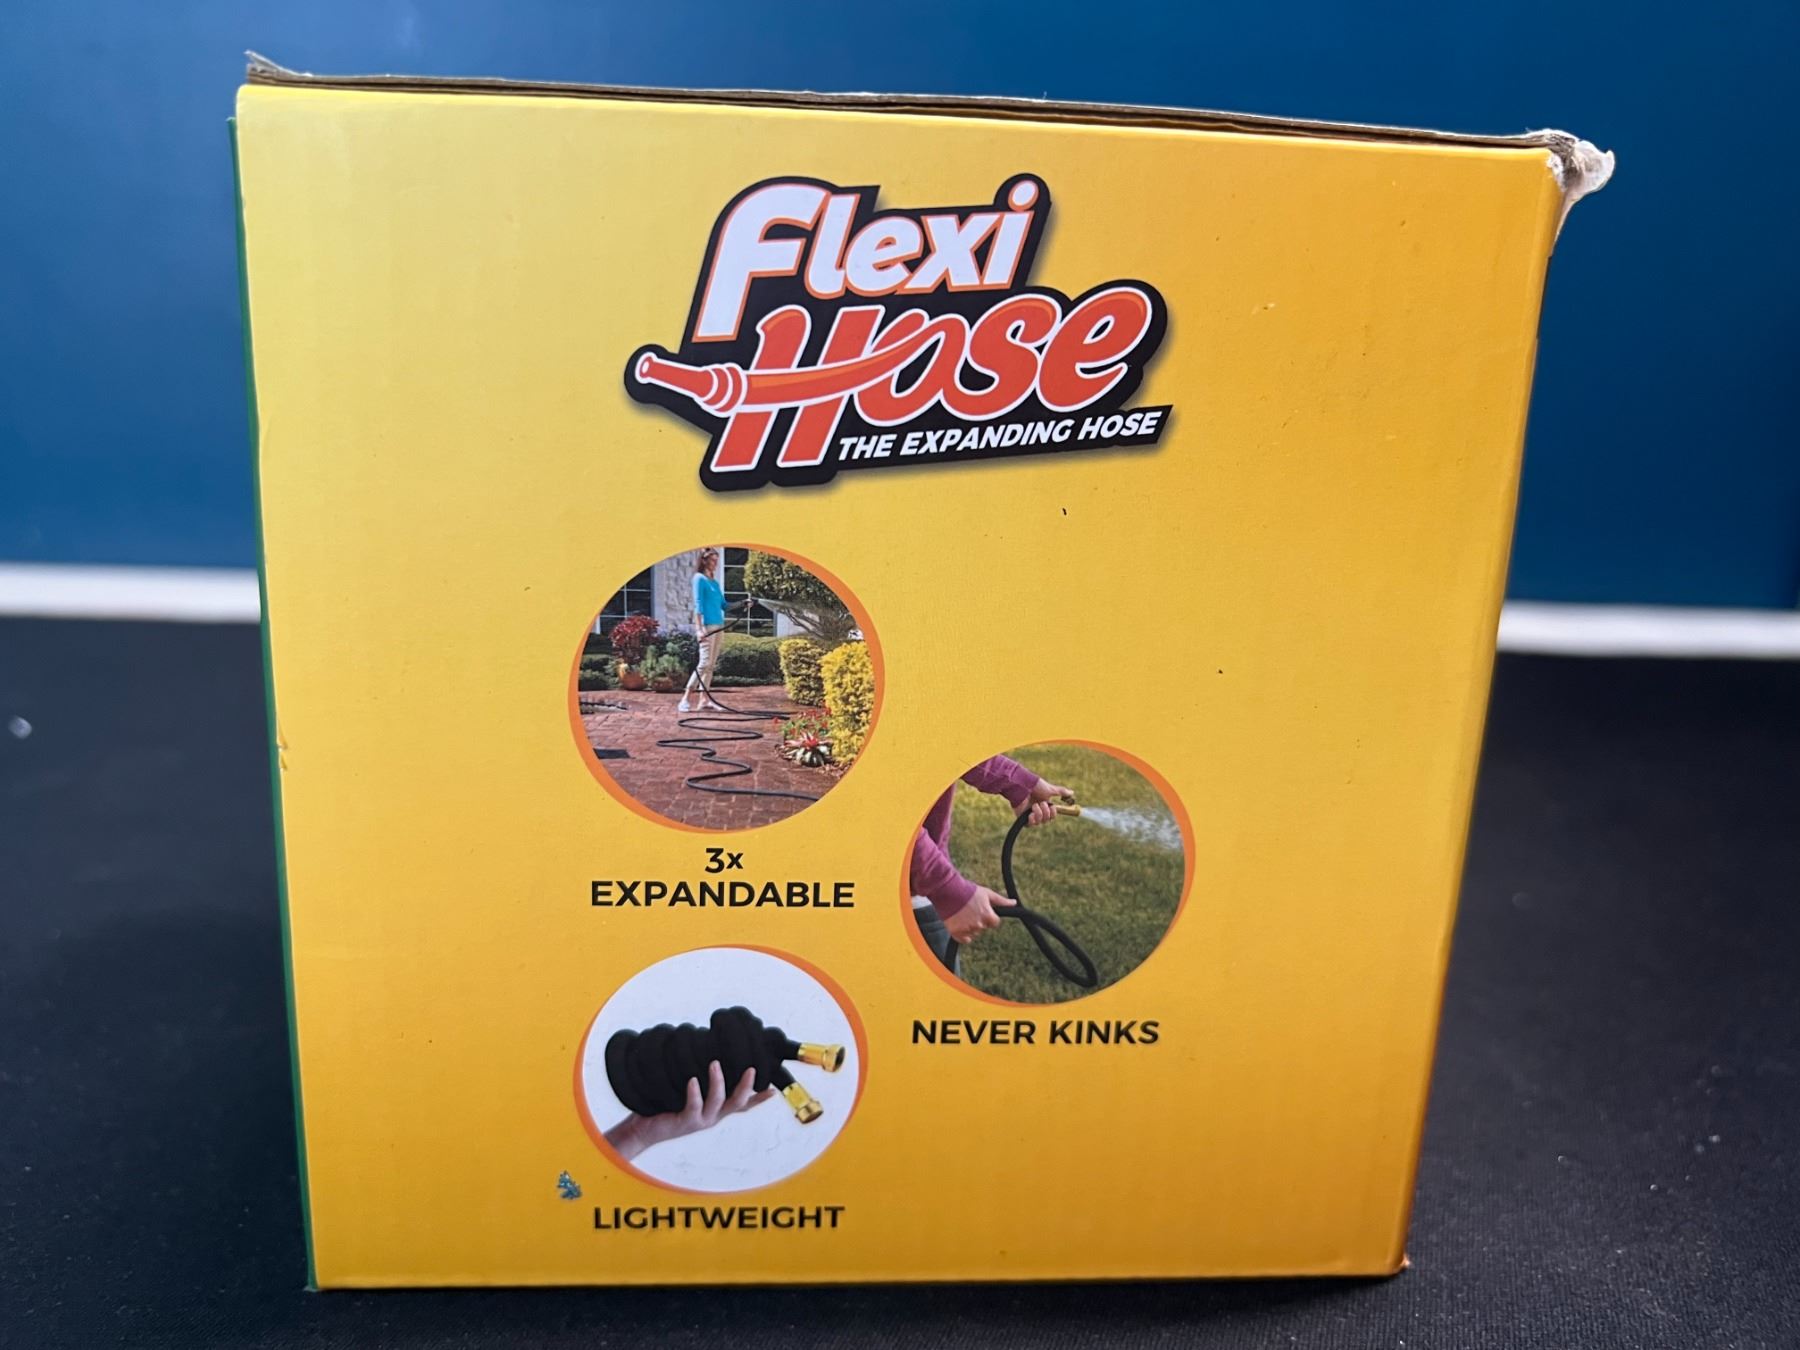 Flexi
Hose
THE EXPANDING HOSE
3x
EXPANDABLE
NEVER KINKS
LIGHTWEIGHT